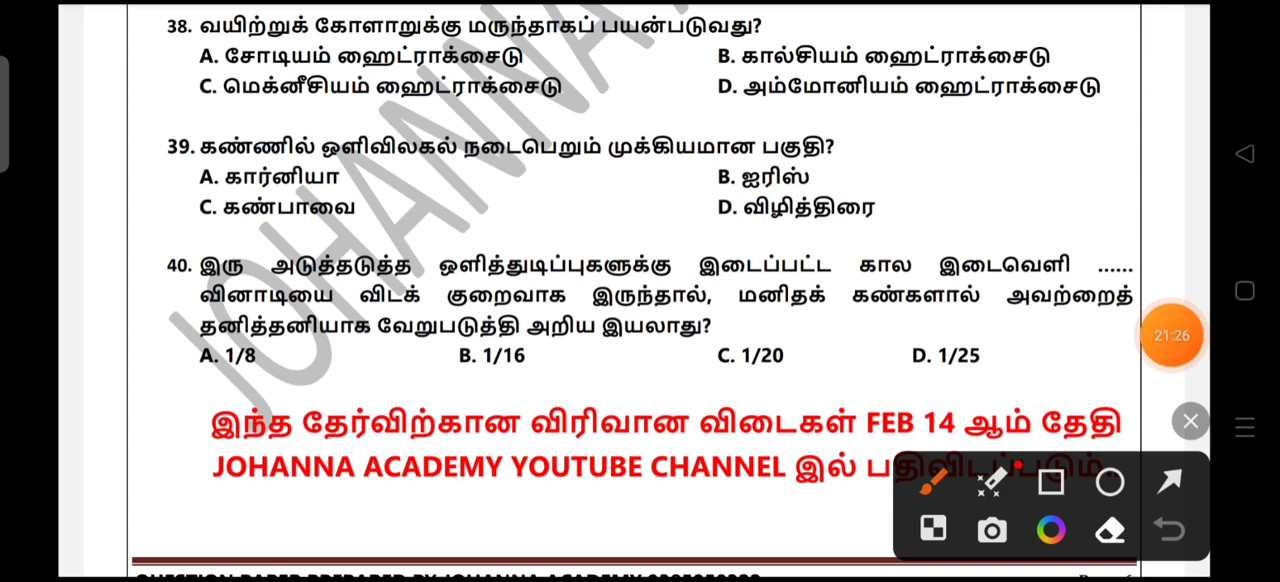 38. வயிற்றுக் கோளாறுக்கு மருந்தாகப் பயன்படுவது?
A. சோடியம் ஹைட்ராக்சைடு B. கால்சியம் ஹைட்ராக்சைடு
C. மெக்னீசியம் ஹைட்ராக்சைடு D. அம்மோனியம் ஹைட்ராக்சைடு
39. கண்ணில் ஒளிவிலகல் நடைபெறும் முக்கியமான பகுதி?
A. கார்னியா B. ஐரிஸ்
C. கண்பாவை D. விழித்திரை
40. இரு அடுத்தடுத்த ஒளித்துடிப்புகளுக்கு இடைப்பட்ட கால இடைவெளி ......
வினாடியை விடக் குறைவாக இருந்தால், மனிதக் கண்களால் அவற்றைத்
தனித்தனியாக வேறுபடுத்தி அறிய இயலாது?
A. 1/8 B. 1/16 C. 1/20 D. 1/25
21:26
இந்த தேர்விற்கான விரிவான விடைகள் FEB 14 ஆம் தேதி
JOHANNA ACADEMY YOUTUBE CHANNEL இல் பதிவிடப்படும்
JOHANNA